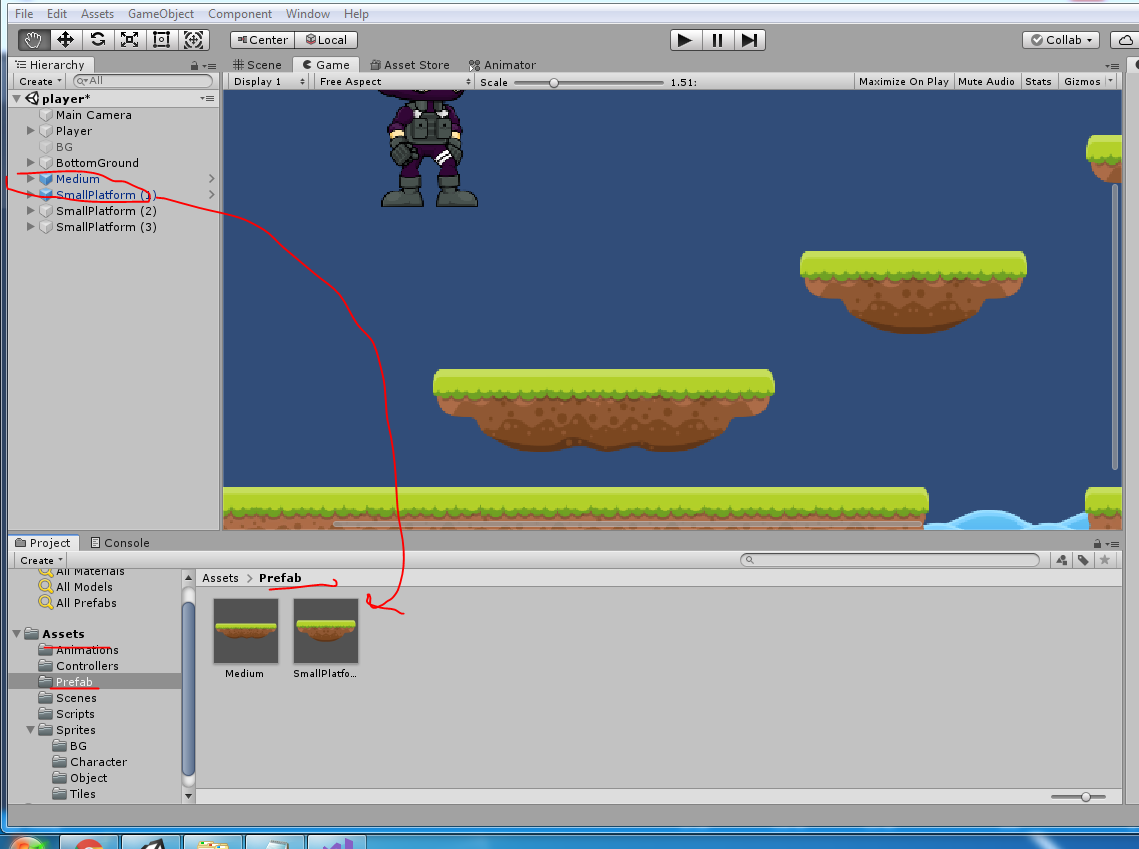 File Edit Assets GameObject Component Window Help
Center Local Collab
Hierarchy Scene Game Asset Store Animator
Create All Display 1 Free Aspect Scale 1.51: Maximize On Play Mute Audio Stats Gizmos
player*
Main Camera
Player
BG
BottomGround
Medium
SmallPlatform (1)
SmallPlatform (2)
SmallPlatform (3)
Project Console
Create
All Materials
All Models
All Prefabs
Assets
Animations
Controllers
Prefab
Scenes
Scripts
Sprites
BG
Character
Object
Tiles
Assets > Prefab
Medium SmallPlatfo...